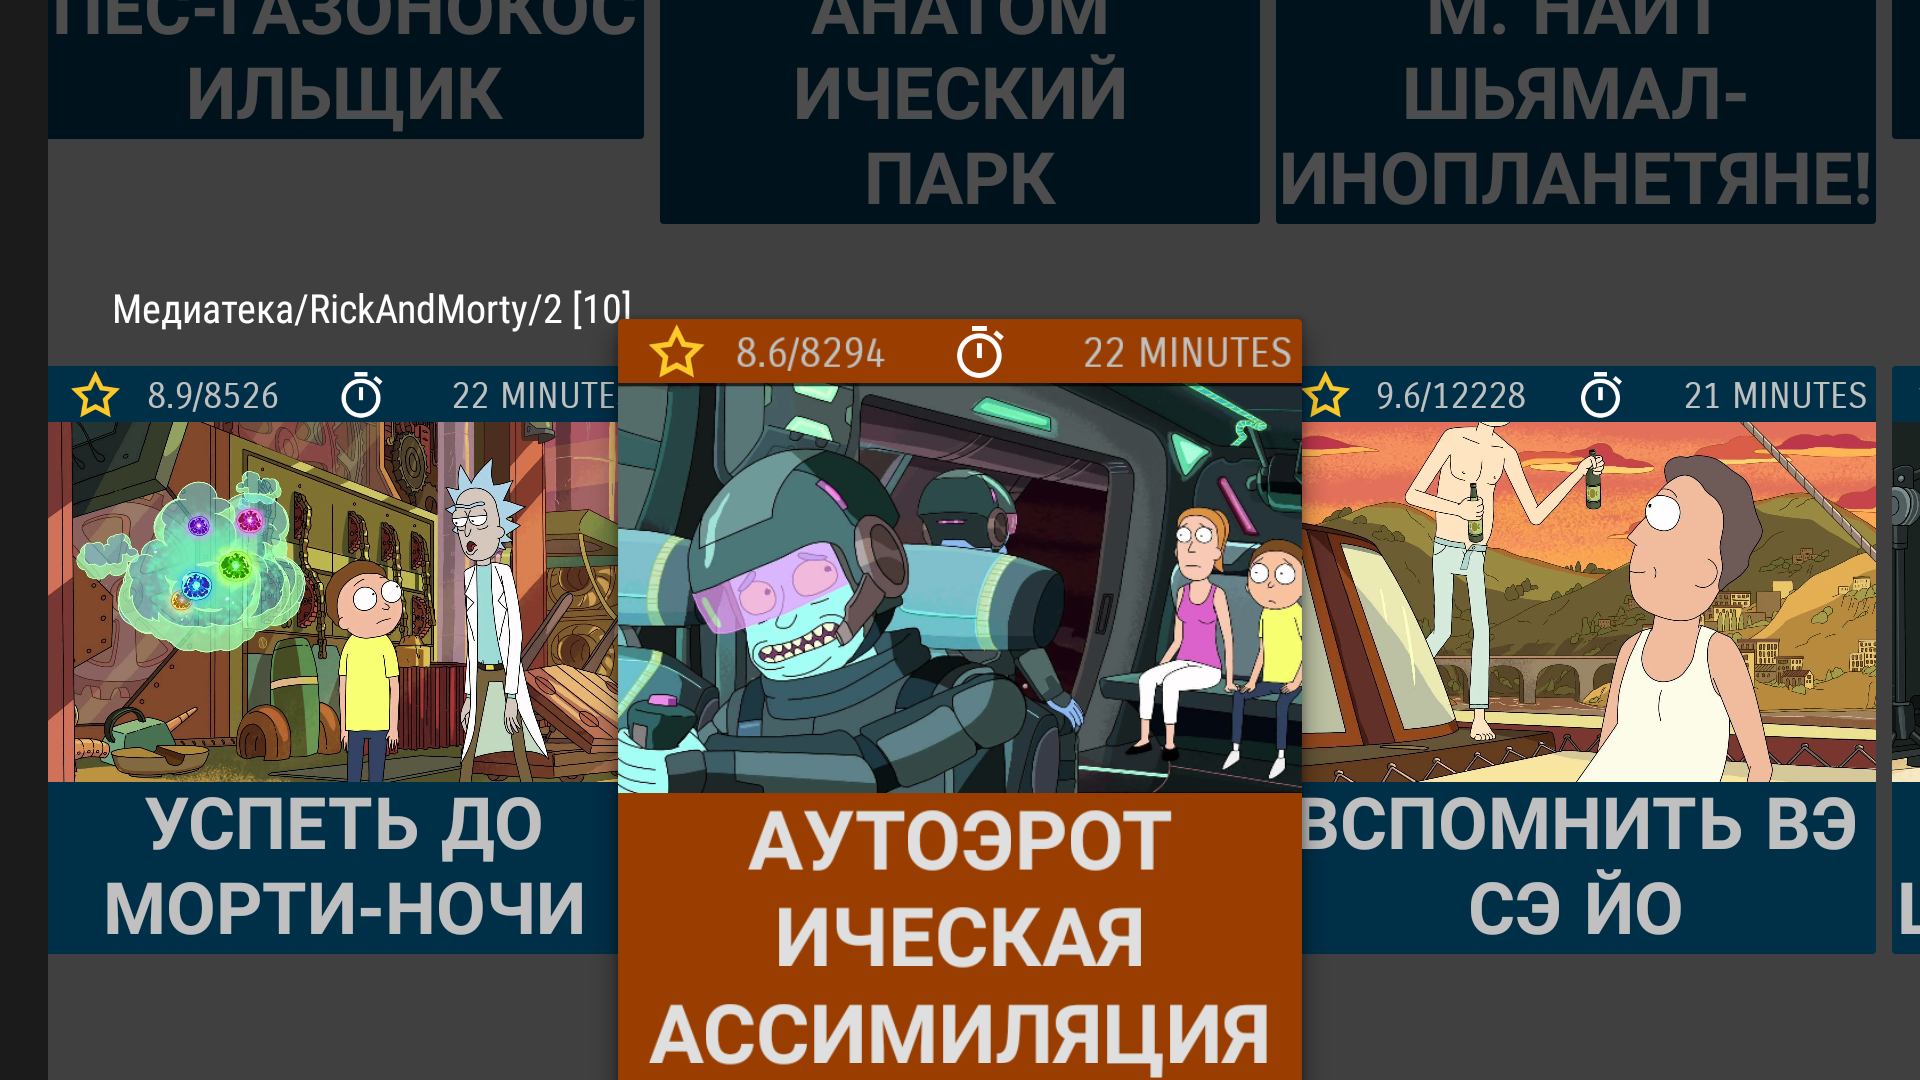 ПЕС-ГАЗОНОКОС
ИЛЬЩИК
АНАТОМ
ИЧЕСКИЙ
ПАРК
М. НАЙТ
ШЬЯМАЛ-
ИНОПЛАНЕТЯНЕ!
Медиатека/RickAndMorty/2 [10]
8.9/8526 22 MINUTE
УСПЕТЬ ДО
МОРТИ-НОЧИ
8.6/8294 22 MINUTES
АУТОЭРОТ
ИЧЕСКАЯ
АССИМИЛЯЦИЯ
9.6/12228 21 MINUTES
ВСПОМНИТЬ ВЭ
СЭ ЙО